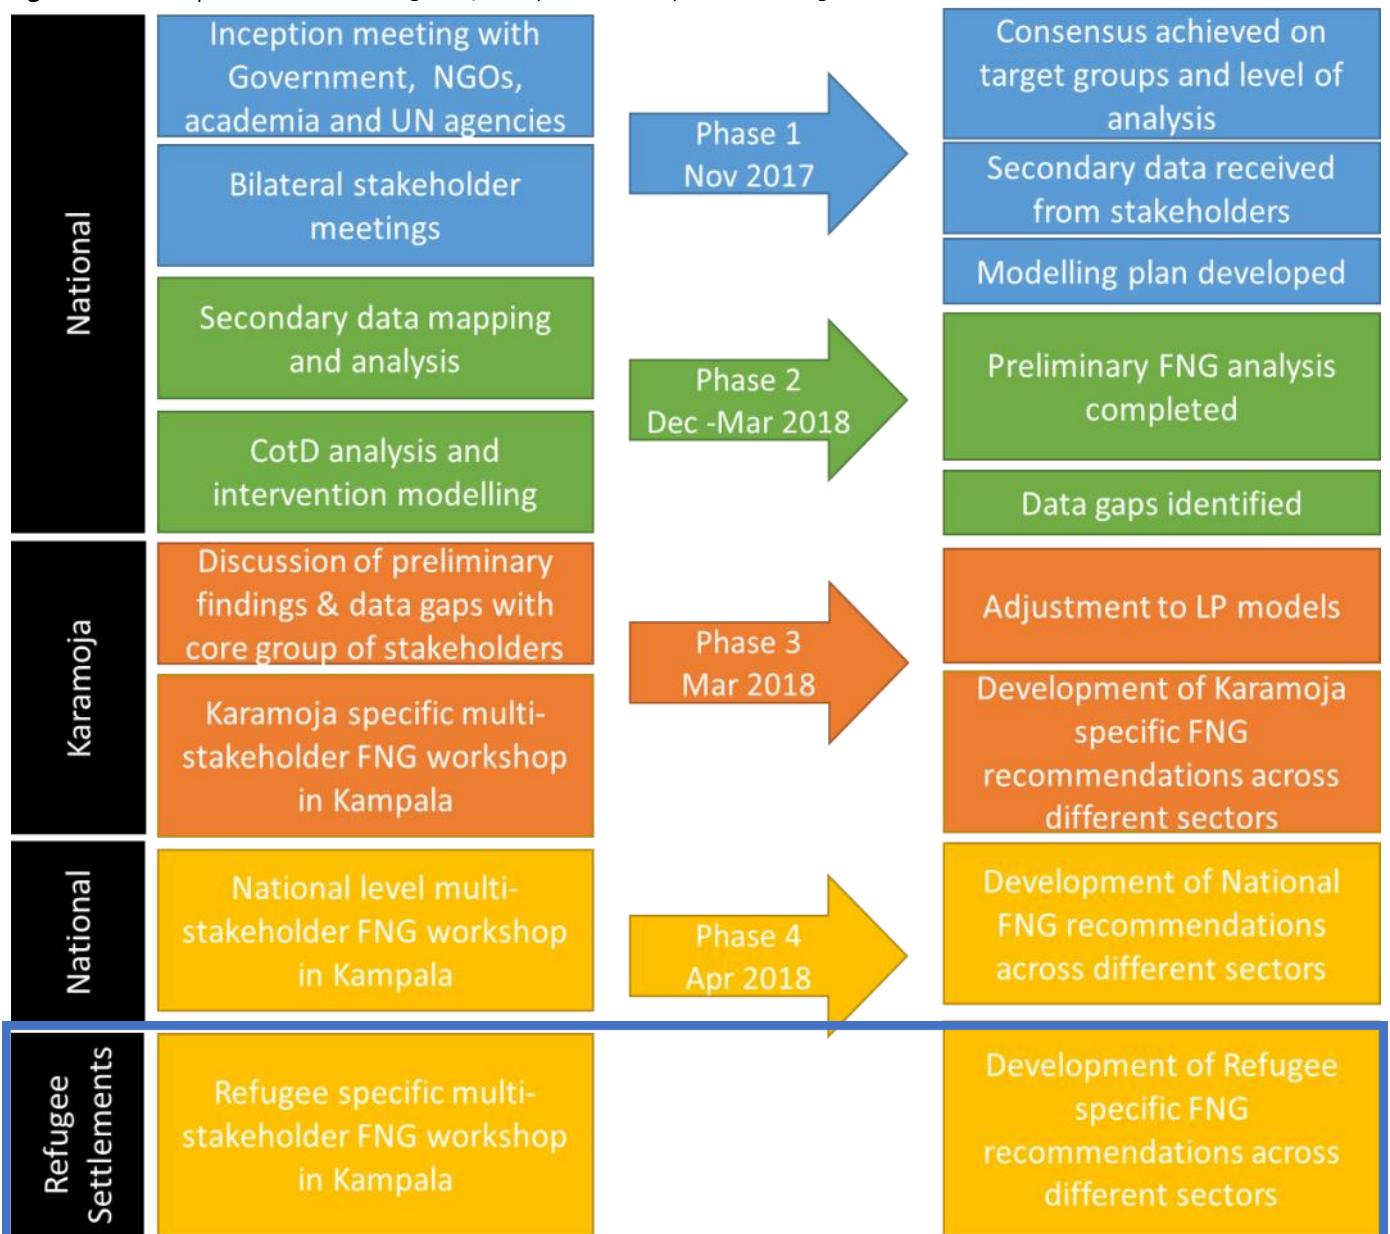 National
Inception meeting with
Government, NGOs,
academia and UN agencies
Bilateral stakeholder
meetings
Phase 1
Nov 2017
Consensus achieved on
target groups and level of
analysis
Secondary data received
from stakeholders
Modelling plan developed
Secondary data mapping
and analysis
CotD analysis and
intervention modelling
Phase 2
Dec -Mar 2018
Preliminary FNG analysis
completed
Data gaps identified
Karamoja
Discussion of preliminary
findings & data gaps with
core group of stakeholders
Karamoja specific multi-
stakeholder FNG workshop
in Kampala
Phase 3
Mar 2018
Adjustment to LP models
Development of Karamoja
specific FNG
recommendations across
different sectors
National
National level multi-
stakeholder FNG workshop
in Kampala
Phase 4
Apr 2018
Development of National
FNG recommendations
across different sectors
Refugee
Settlements
Refugee specific multi-
stakeholder FNG workshop
in Kampala
Development of Refugee
specific FNG
recommendations across
different sectors